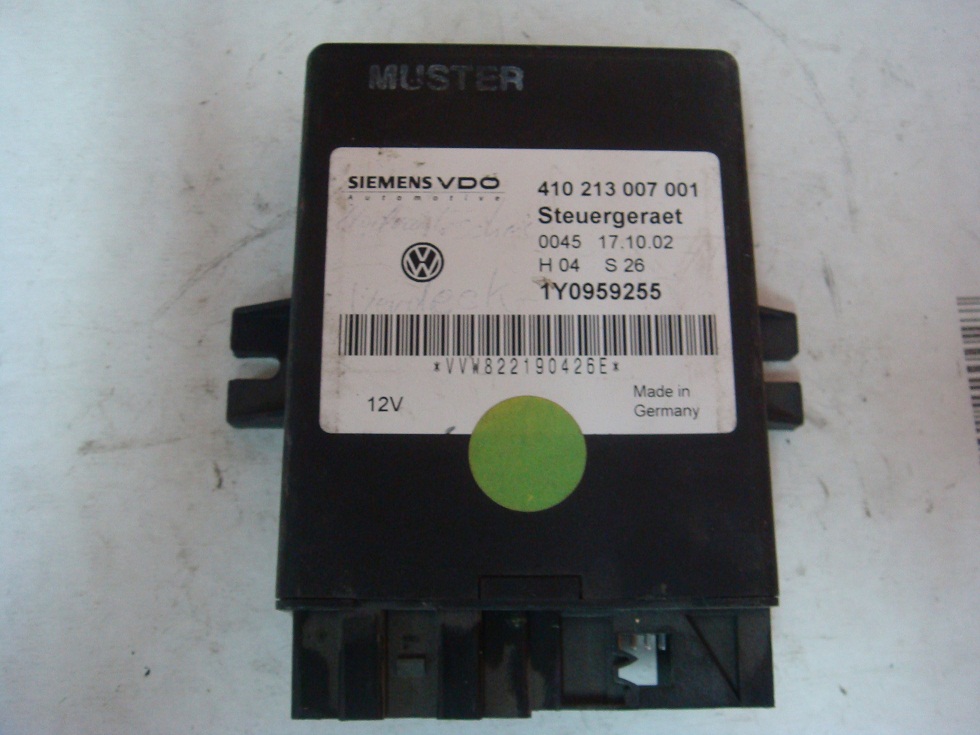 MUSTER
SIEMENS VDO
Automotive
410 213 007 001
Steuergeraet
0045 17.10.02
H 04 S 26
1Y0959255
*VVW822190426E*
12V
Made in
Germany